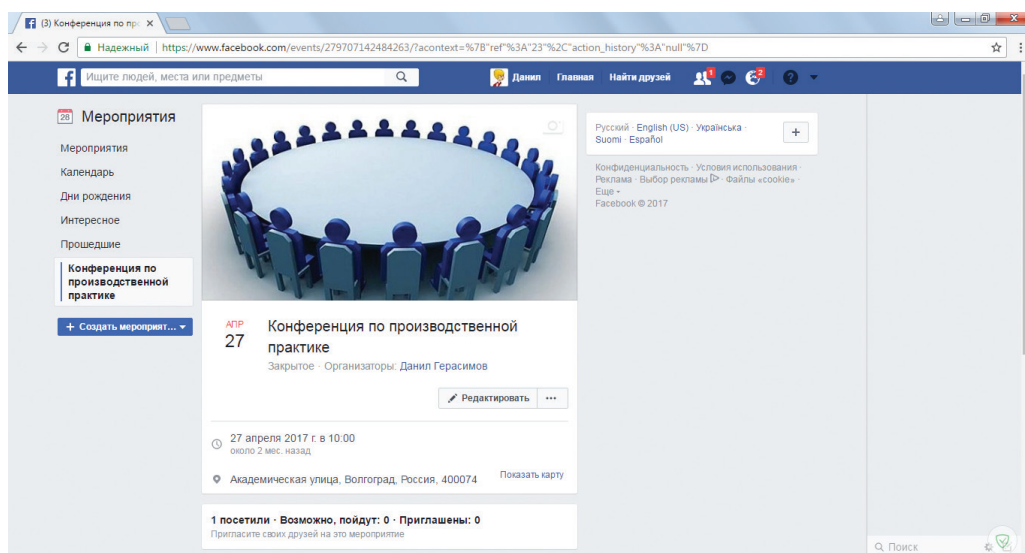 (3) Конференция по пр
Надежный https://www.facebook.com/events/279707142484263/?acontext=%7B"ref"%3A"23"%2C"action_history"%3A"null"%7D
Ищите людей, места или предметы
Данил Главная Найти друзей 1 2
28 Мероприятия
Мероприятия
Календарь
Дни рождения
Интересное
Прошедшие
Конференция по
производственной
практике
+ Создать мероприят...
АПР
27
Конференция по производственной
практике
Закрытое · Организаторы: Данил Герасимов
Редактировать ...
27 апреля 2017 г. в 10:00
около 2 мес. назад
Академическая улица, Волгоград, Россия, 400074 Показать карту
1 посетили · Возможно, пойдут: 0 · Приглашены: 0
Пригласите своих друзей на это мероприятие
Русский · English (US) · Українська ·
Suomi · Español
+
Конфиденциальность · Условия использования ·
Реклама · Выбор рекламы · Файлы «cookie» ·
Еще
Facebook © 2017
Поиск